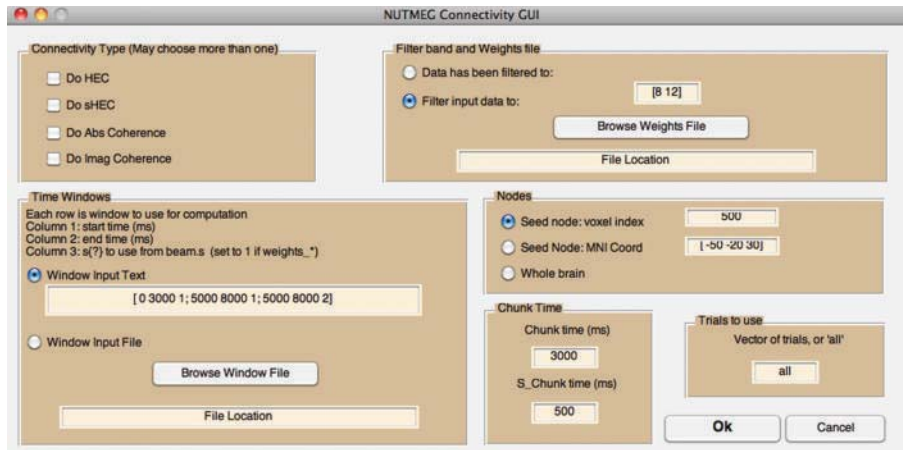 NUTMEG Connectivity GUI
Connectivity Type (May choose more than one)
Do HEC
Do sHEC
Do Abs Coherence
Do Imag Coherence
Filter band and Weights file
Data has been filtered to:
Filter input data to:
[8 12]
Browse Weights File
File Location
Time Windows
Each row is window to use for computation
Column 1: start time (ms)
Column 2: end time (ms)
Column 3: s{?} to use from beam.s (set to 1 if weights_*)
Window Input Text
[ 0 3000 1; 5000 8000 1; 5000 8000 2]
Window Input File
Browse Window File
File Location
Nodes
Seed node: voxel index
500
Seed Node: MNI Coord
[ -50 -20 30]
Whole brain
Chunk Time
Chunk time (ms)
3000
S_Chunk time (ms)
500
Trials to use
Vector of trials, or 'all'
all
Ok
Cancel